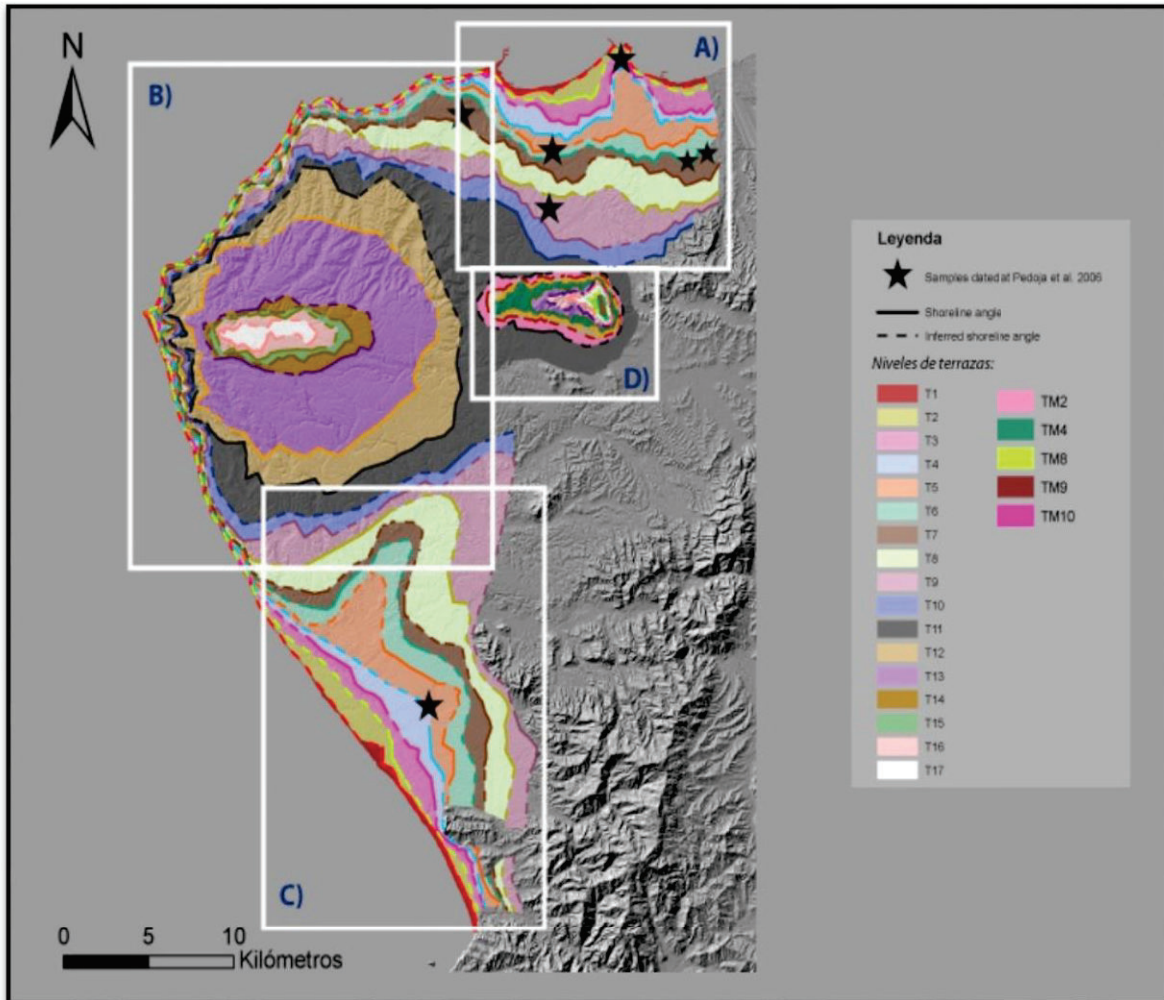 N
A)
B)
D)
C)
0 5 10
Kilómetros
Leyenda
Samples dated at Pedoja et al. 2006
Shoreline angle
Inferred shoreline angle
Niveles de terrazas:
T1
T2
T3
T4
T5
T6
T7
T8
T9
T10
T11
T12
T13
T14
T15
T16
T17
TM2
TM4
TM8
TM9
TM10